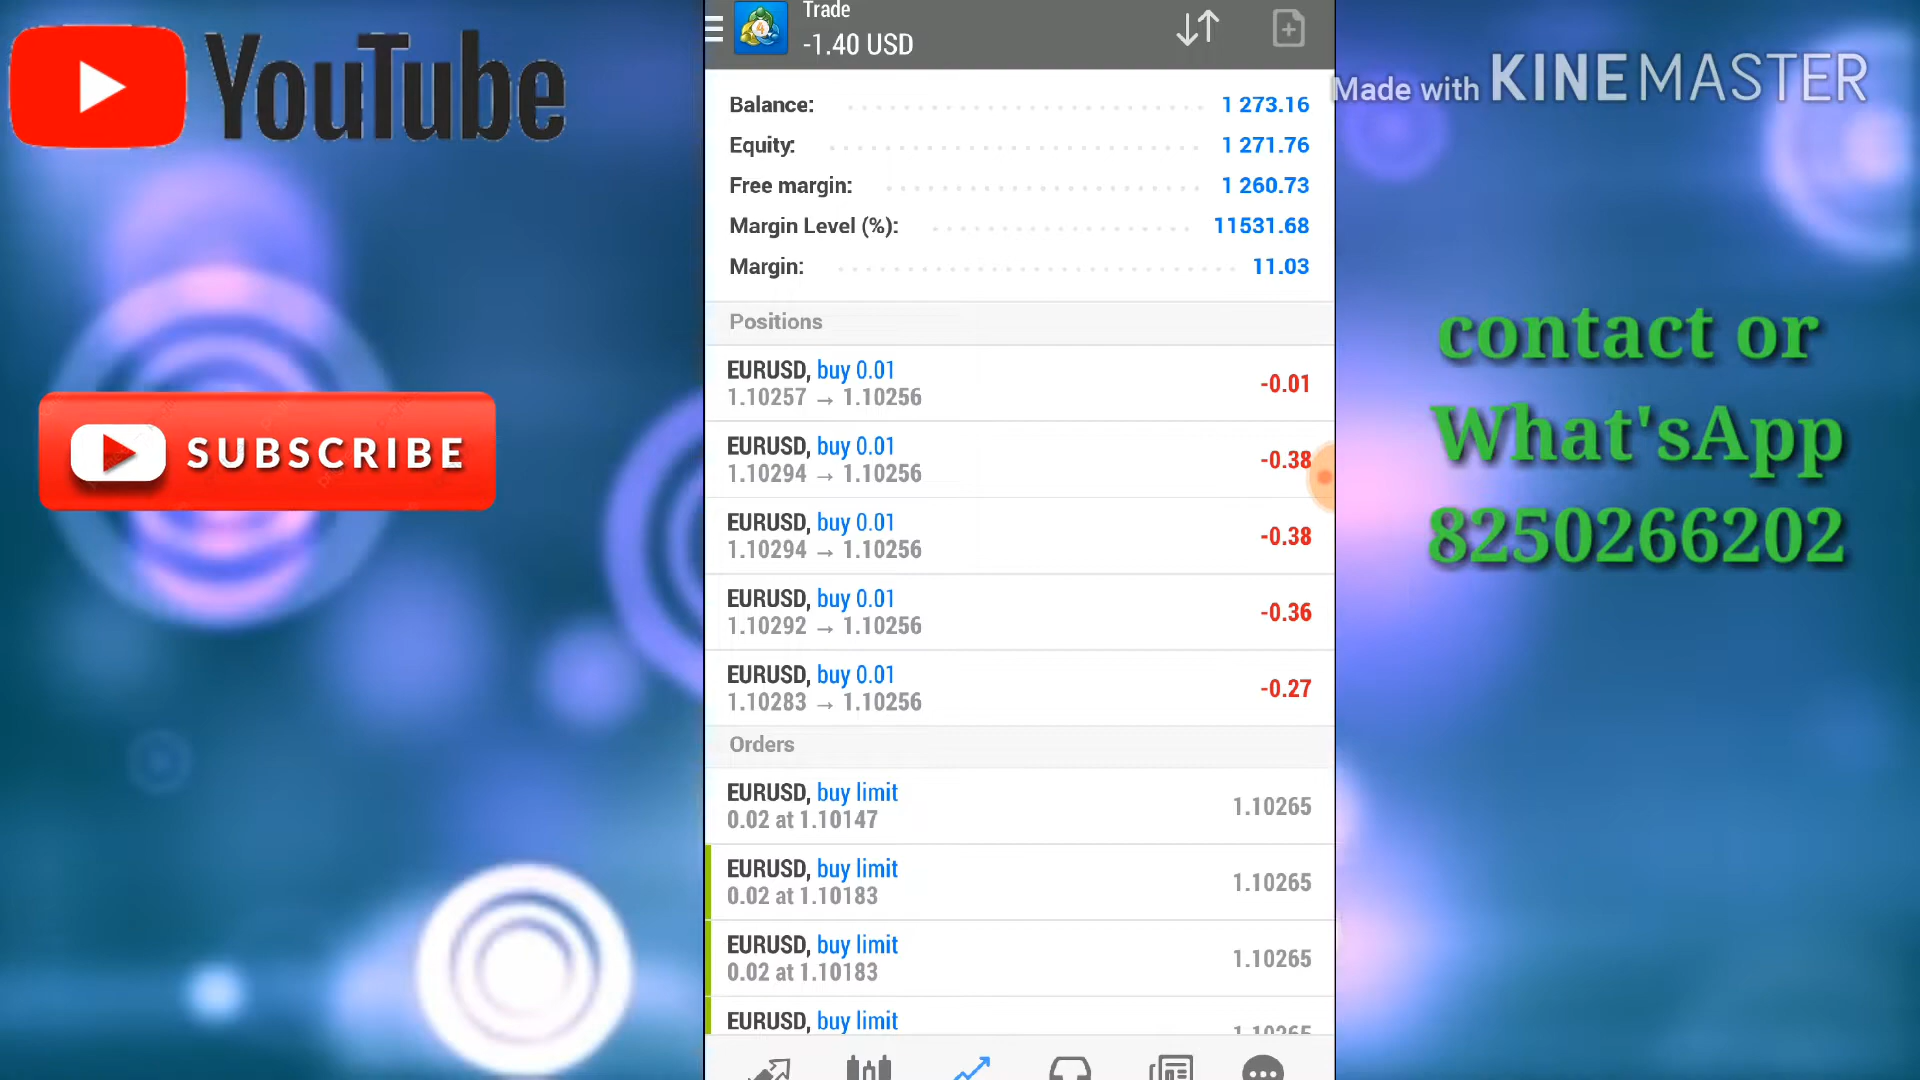 YouTube
SUBSCRIBE
Trade
-1.40 USD
Balance: 1 273.16
Equity: 1 271.76
Free margin: 1 260.73
Margin Level (%): 11531.68
Margin: 11.03
Positions
EURUSD, buy 0.01
1.10257 → 1.10256
-0.01
EURUSD, buy 0.01
1.10294 → 1.10256
-0.38
EURUSD, buy 0.01
1.10294 → 1.10256
-0.38
EURUSD, buy 0.01
1.10292 → 1.10256
-0.36
EURUSD, buy 0.01
1.10283 → 1.10256
-0.27
Orders
EURUSD, buy limit
0.02 at 1.10147
1.10265
EURUSD, buy limit
0.02 at 1.10183
1.10265
EURUSD, buy limit
0.02 at 1.10183
1.10265
EURUSD, buy limit
1.10265
Made with KINEMASTER
contact or
What'sApp
8250266202